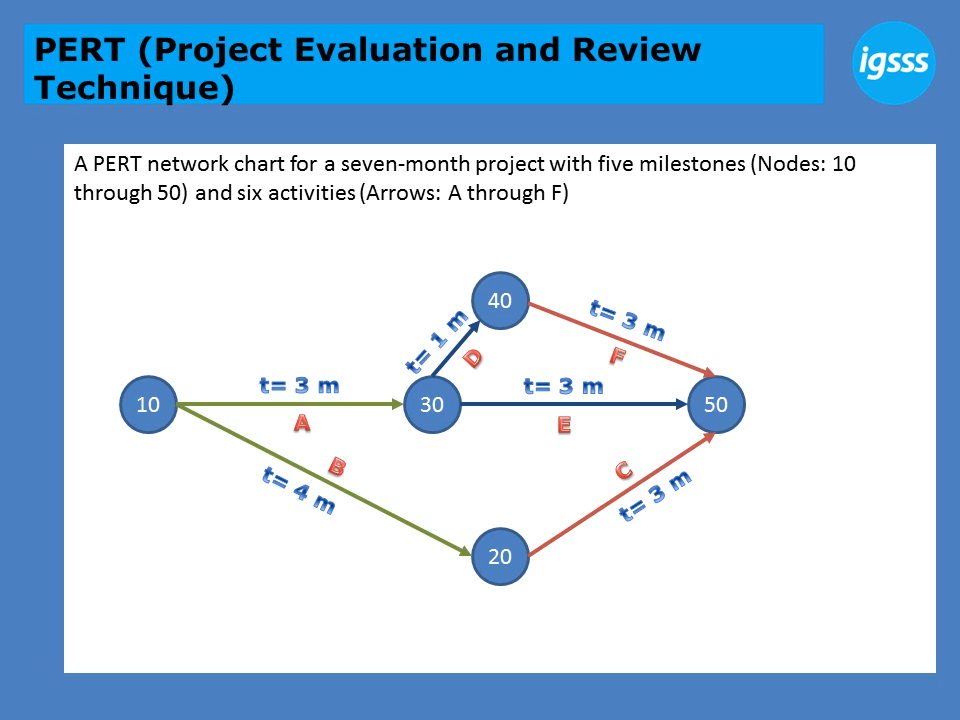 PERT (Project Evaluation and Review
Technique)
igsss
A PERT network chart for a seven-month project with five milestones (Nodes: 10
through 50) and six activities (Arrows: A through F)
40
t= 3 m
t= 1 m
D
F
t= 3 m
t= 3 m
10
30
50
A
E
B
C
t= 4 m
t= 3 m
20